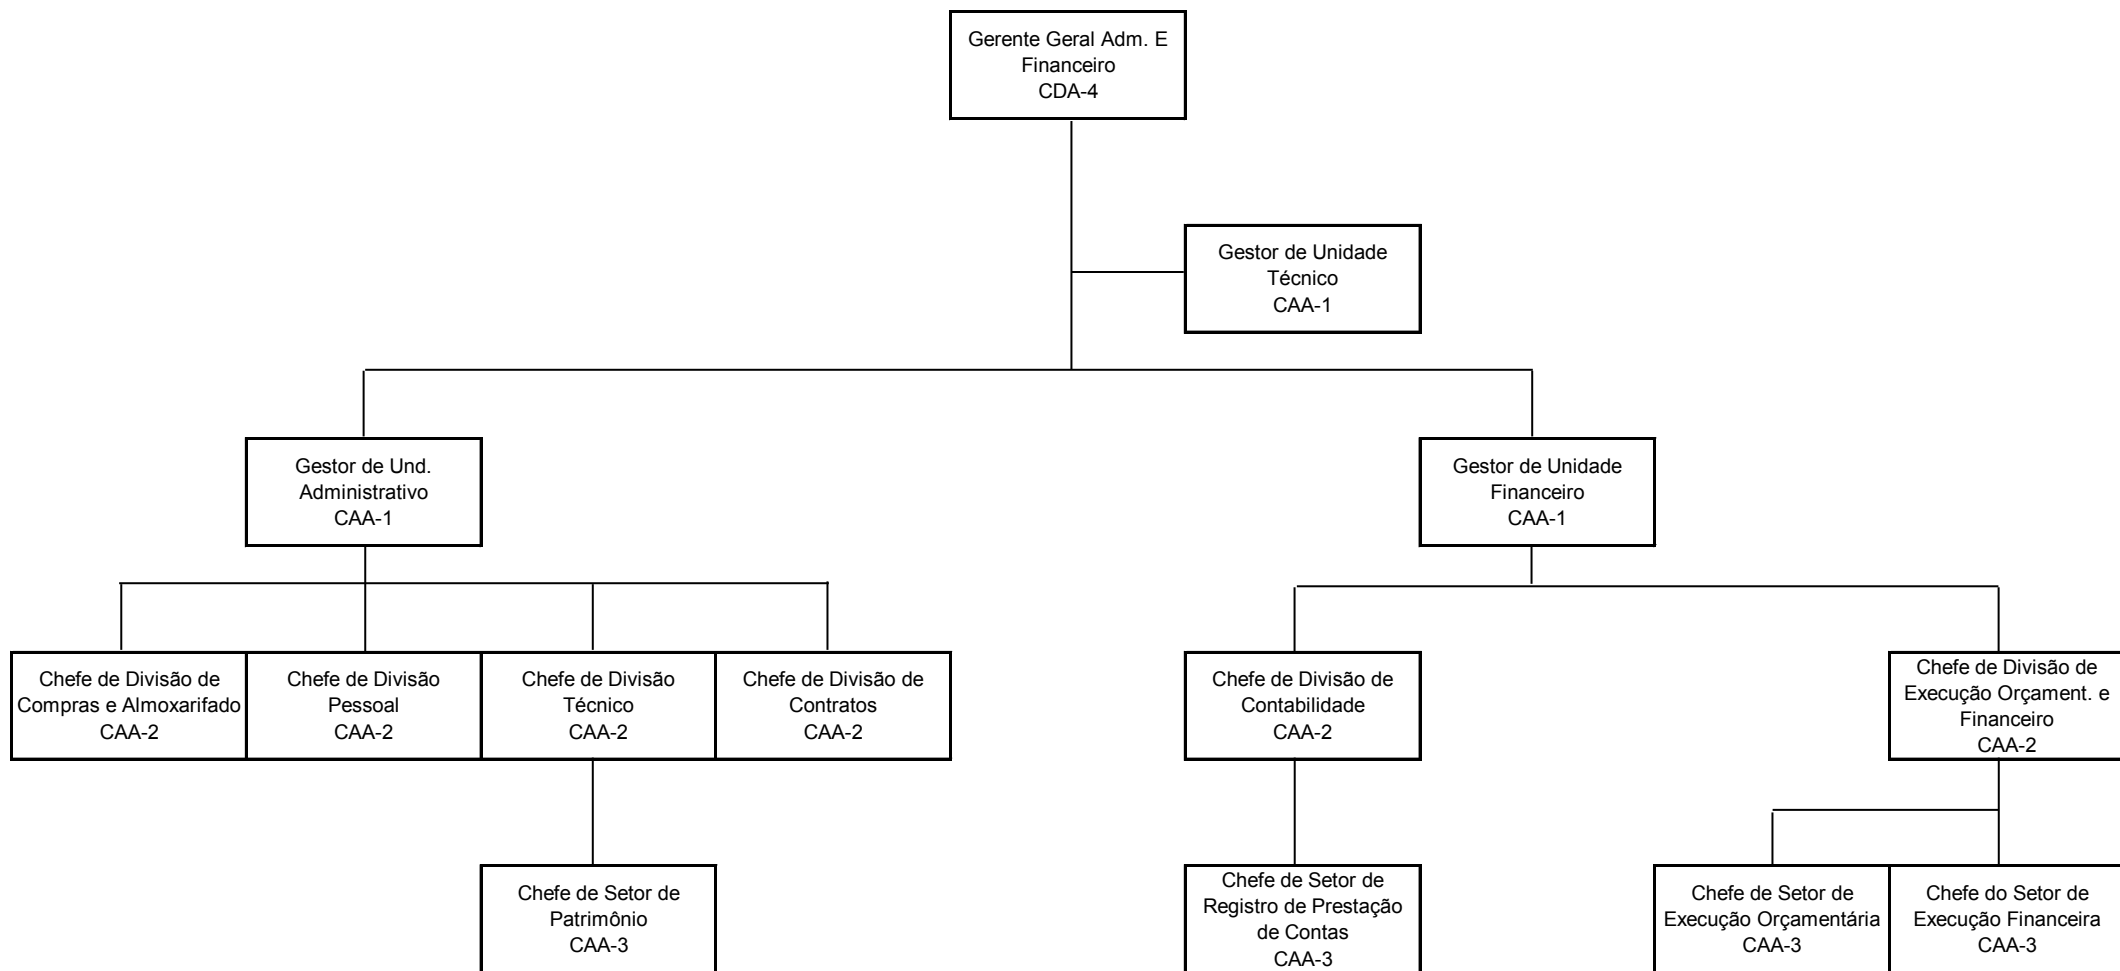 Gerente Geral Adm. E
Financeiro
CDA-4
Gestor de Unidade
Técnico
CAA-1
Gestor de Und.
Administrativo
CAA-1
Gestor de Unidade
Financeiro
CAA-1
Chefe de Divisão de
Compras e Almoxarifado
CAA-2
Chefe de Divisão
Pessoal
CAA-2
Chefe de Divisão
Técnico
CAA-2
Chefe de Divisão de
Contratos
CAA-2
Chefe de Divisão de
Contabilidade
CAA-2
Chefe de Divisão de
Execução Orçament. e
Financeiro
CAA-2
Chefe de Setor de
Patrimônio
CAA-3
Chefe de Setor de
Registro de Prestação
de Contas
CAA-3
Chefe de Setor de
Execução Orçamentária
CAA-3
Chefe do Setor de
Execução Financeira
CAA-3